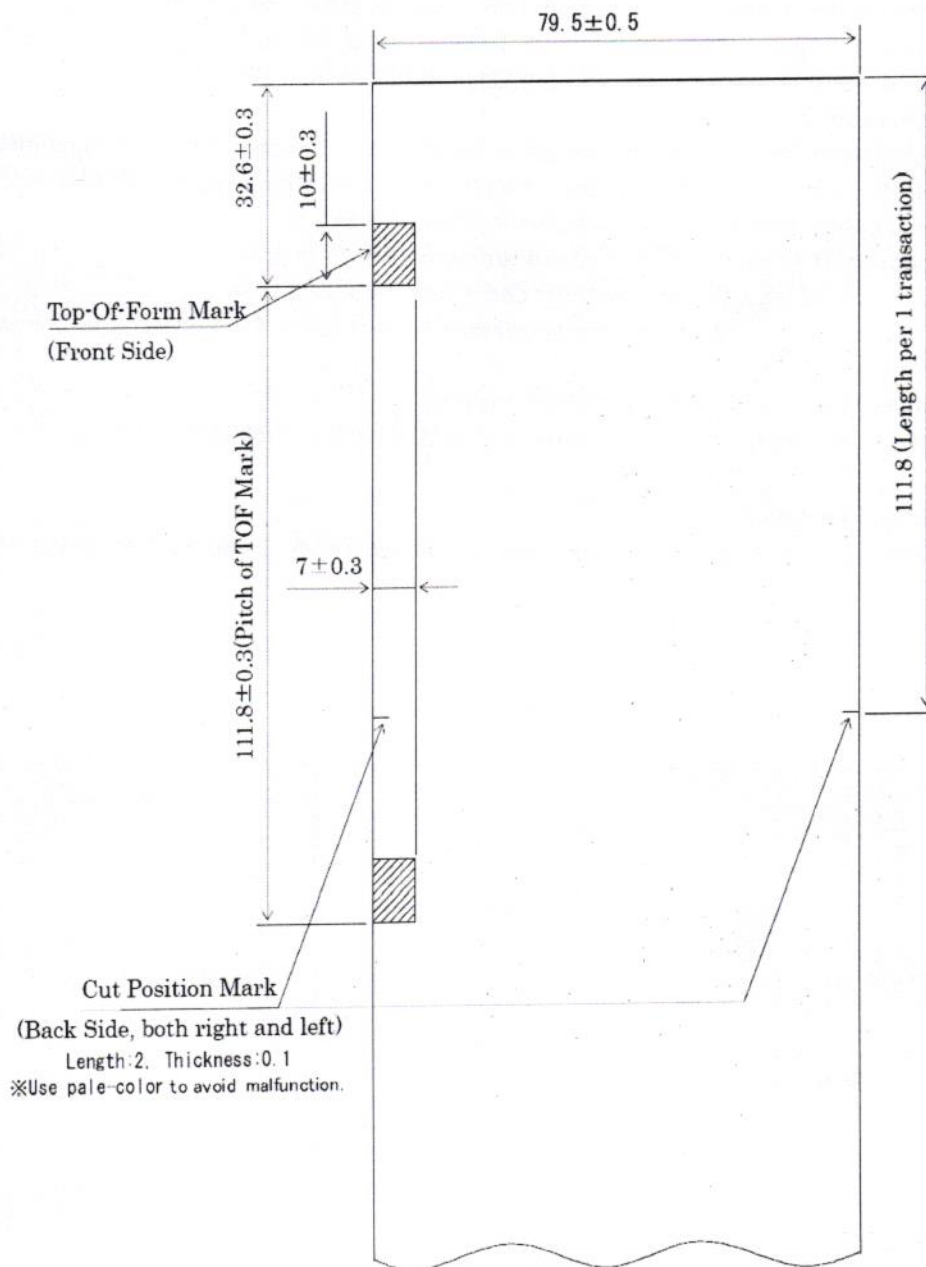 79.5±0.5
32.6±0.3
10±0.3
111.8 (Length per 1 transaction)
Top-Of-Form Mark
(Front Side)
111.8±0.3(Pitch of TOF Mark)
7±0.3
Cut Position Mark
(Back Side, both right and left)
Length:2. Thickness:0.1
※Use pale-color to avoid malfunction.